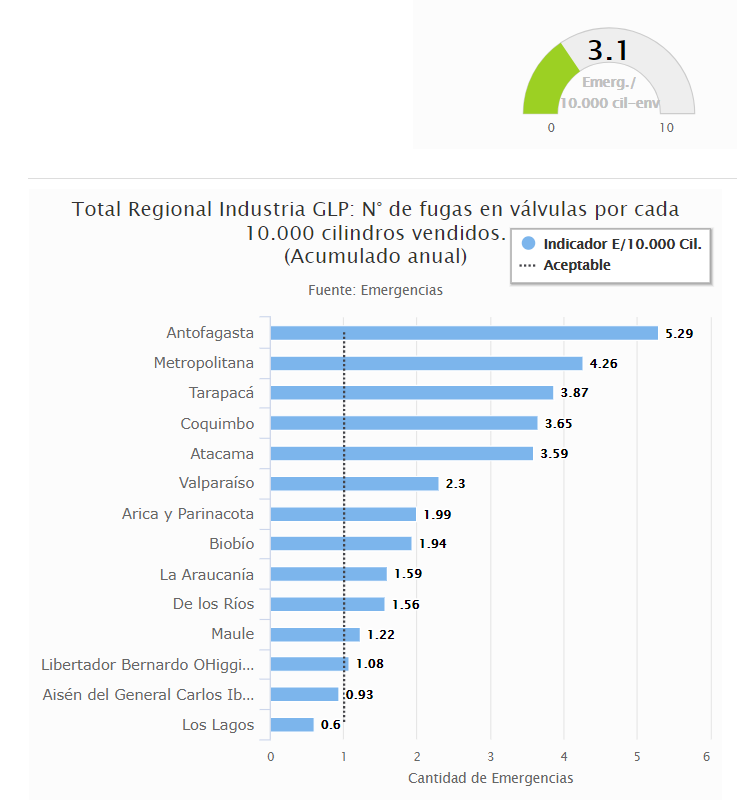 3.1
Emerg./
10.000 cil-env
0 10
Total Regional Industria GLP: N° de fugas en válvulas por cada
10.000 cilindros vendidos.
(Acumulado anual)
Indicador E/10.000 Cil.
Aceptable
Fuente: Emergencias
Antofagasta 5.29
Metropolitana 4.26
Tarapacá 3.87
Coquimbo 3.65
Atacama 3.59
Valparaíso 2.3
Arica y Parinacota 1.99
Biobío 1.94
La Araucanía 1.59
De los Ríos 1.56
Maule 1.22
Libertador Bernardo OHiggi... 1.08
Aisén del General Carlos Ib... 0.93
Los Lagos 0.6
0 1 2 3 4 5 6
Cantidad de Emergencias